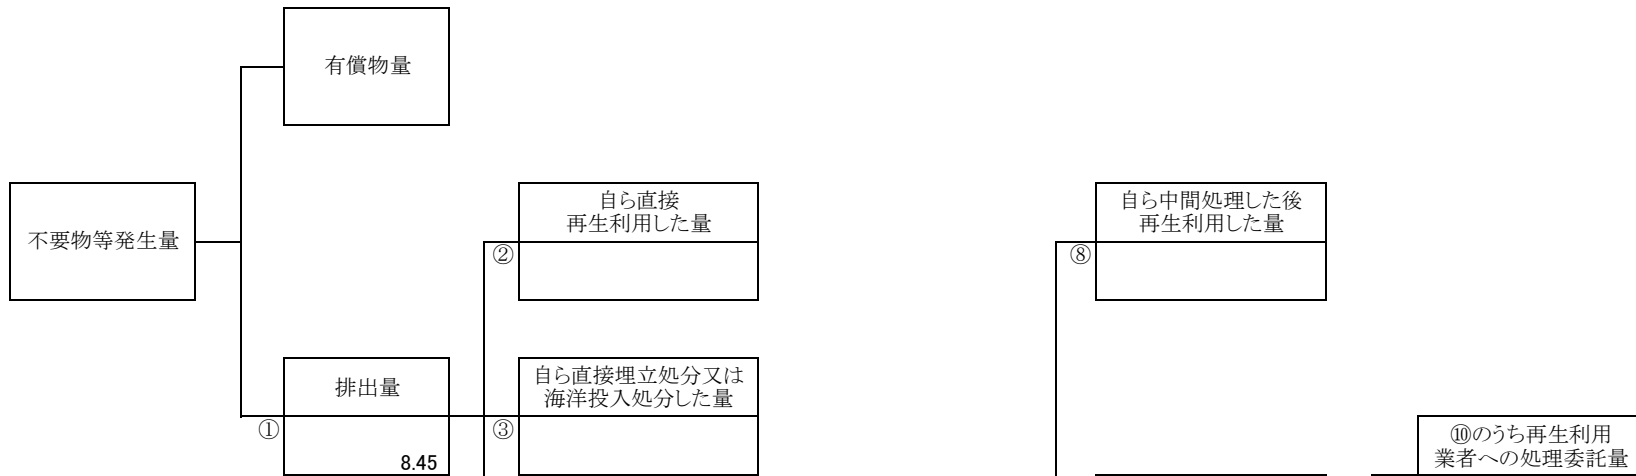 有償物量
不要物等発生量
自ら直接
再生利用した量
②
自ら中間処理した後
再生利用した量
⑧
排出量
①
8.45
自ら直接埋立処分又は
海洋投入処分した量
③
⑩のうち再生利用
業者への処理委託量